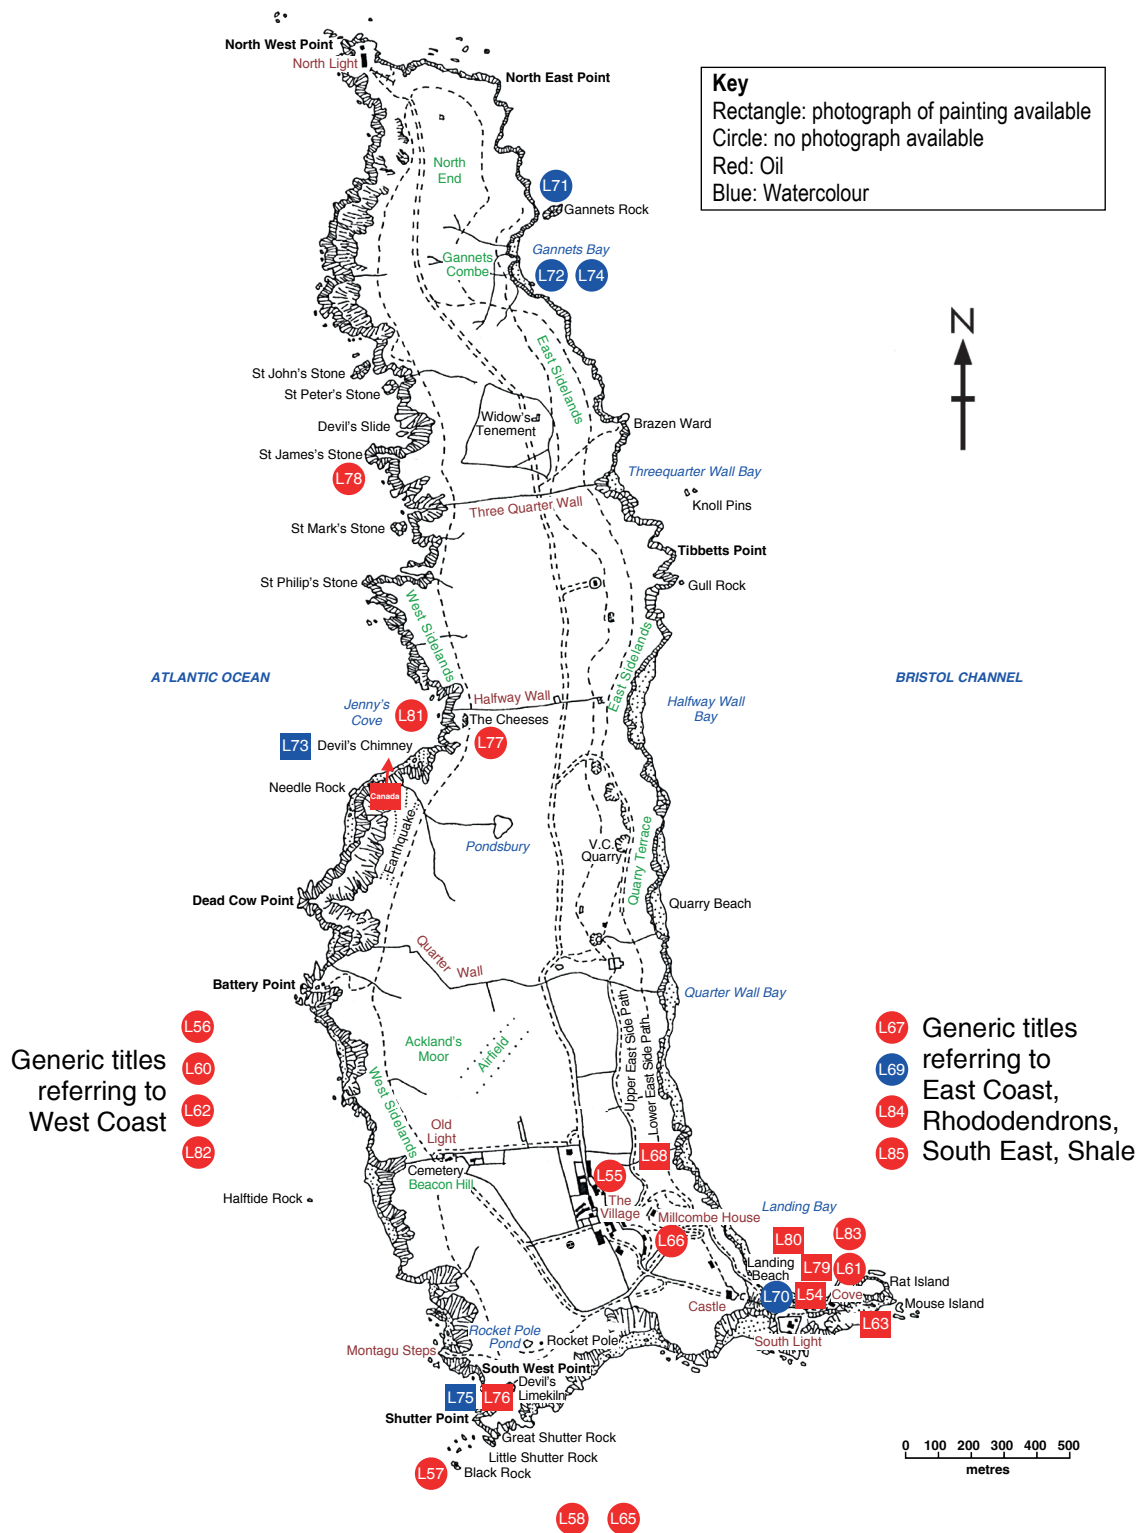 North West Point
North Light
North East Point
Key
Rectangle: photograph of painting available
Circle: no photograph available
Red: Oil
Blue: Watercolour
North
End
L71
Gannets Rock
Gannets Bay
Gannets
Combe
L72
L74
N
East Sidelands
St John's Stone
St Peter's Stone
Widow's
Tenement
Devil's Slide
Brazen Ward
St James's Stone
L78
Threequarter Wall Bay
Three Quarter Wall
Knoll Pins
St Mark's Stone
Tibbetts Point
St Philip's Stone
Gull Rock
West Sidelands
East Sidelands
ATLANTIC OCEAN
BRISTOL CHANNEL
Jenny's
Cove
L81
Halfway Wall
The Cheeses
Halfway Wall
Bay
L73
Devil's Chimney
L77
Needle Rock
Canada
Earthquake
Pondsbury
V.C.
Quarry
Quarry Terrace
Dead Cow Point
Quarry Beach
Quarter
Wall
Battery Point
Quarter Wall Bay
L56
L60
L62
L82
Generic titles
referring to
West Coast
L67
L69
L84
L85
Generic titles
referring to
East Coast,
Rhododendrons,
South East, Shale
Ackland's
Moor
Airfield
Upper East Side Path
Lower East Side Path
West Sidelands
Old
Light
L68
Cemetery
Beacon Hill
L55
The
Village
Halftide Rock
Millcombe House
L66
Landing Bay
L80
L83
Landing
Beach
L79
L61
Rat Island
L70
L54
Cove
Mouse Island
Castle
L63
South Light
Rocket Pole
Pond
Rocket Pole
Montagu Steps
South West Point
L75
L76
Devil's
Limekiln
Shutter Point
Great Shutter Rock
Little Shutter Rock
L57
Black Rock
0 100 200 300 400 500
metres
L58
L65